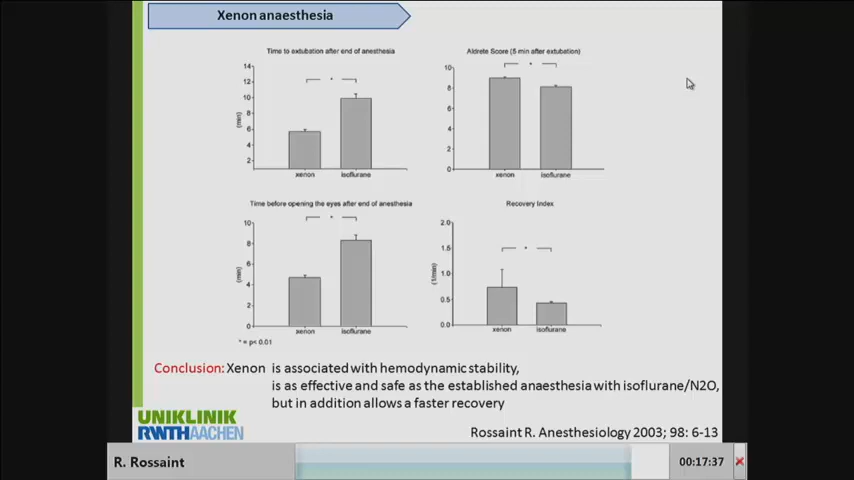 Xenon anaesthesia
Time to extubation after end of anesthesia
14
12
10
8
6
4
2
(min)
*
xenon
isoflurane
Aldrete Score (5 min after extubation)
10
8
6
4
2
0
*
xenon
isoflurane
Time before opening the eyes after end of anesthesia
10
8
6
4
2
0
(min)
*
xenon
isoflurane
* = p< 0.01
Recovery Index
2.0
1.5
1.0
0.5
0.0
(1/min)
*
xenon
isoflurane
Conclusion: Xenon is associated with hemodynamic stability,
is as effective and safe as the established anaesthesia with isoflurane/N2O,
but in addition allows a faster recovery
UNIKLINIK
RWTHAACHEN
Rossaint R. Anesthesiology 2003; 98: 6-13
R. Rossaint
00:17:37